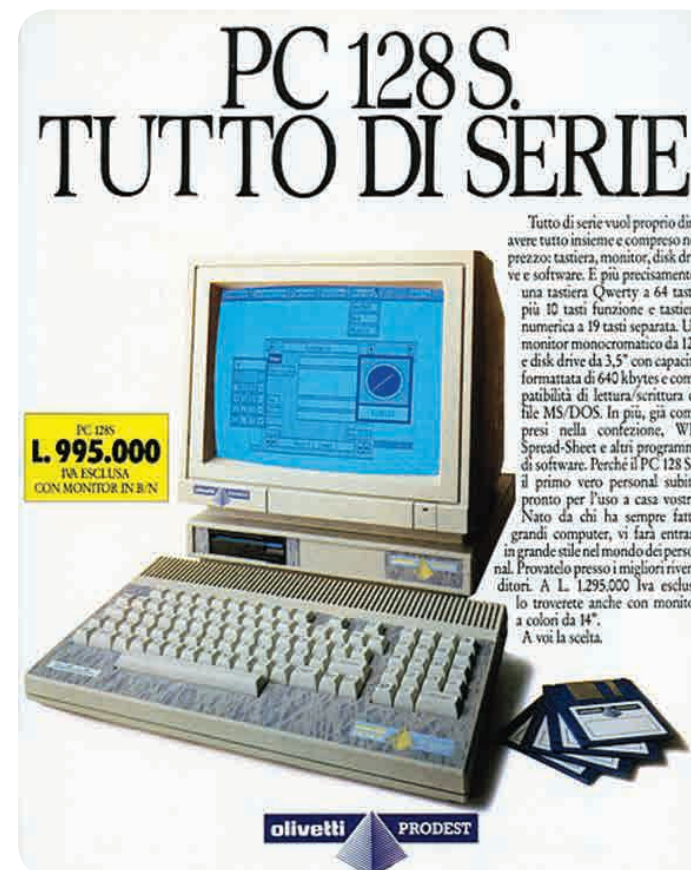 PC 128 S.
TUTTO DI SERIE
Tutto di serie vuol proprio di
avere tutto insieme e compreso n
prezzo: tastiera, monitor, disk dri
ve e software. E più precisament
una tastiera Qwerty a 64 tast
più 10 tasti funzione e tastier
numerica a 19 tasti separata. U
monitor monocromatico da 12
e disk drive da 3,5" con capacit
formattata di 640 kbytes e com
patibilità di lettura/scrittura
file MS/DOS. In più, già com
presi nella confezione, W
Spread-Sheet e altri programm
di software. Perché il PC 128 S
il primo vero personal subit
pronto per l'uso a casa vostr
Nato da chi ha sempre fatt
grandi computer, vi farà entrar
in grande stile nel mondo dei perso
nal. Provatelo presso i migliori riven
ditori. A L. 1.295.000 Iva esclus
lo troverete anche con monito
a colori da 14".
A voi la scelta.
PC 128S
L. 995.000
IVA ESCLUSA
CON MONITOR IN B/N
olivetti PRODEST